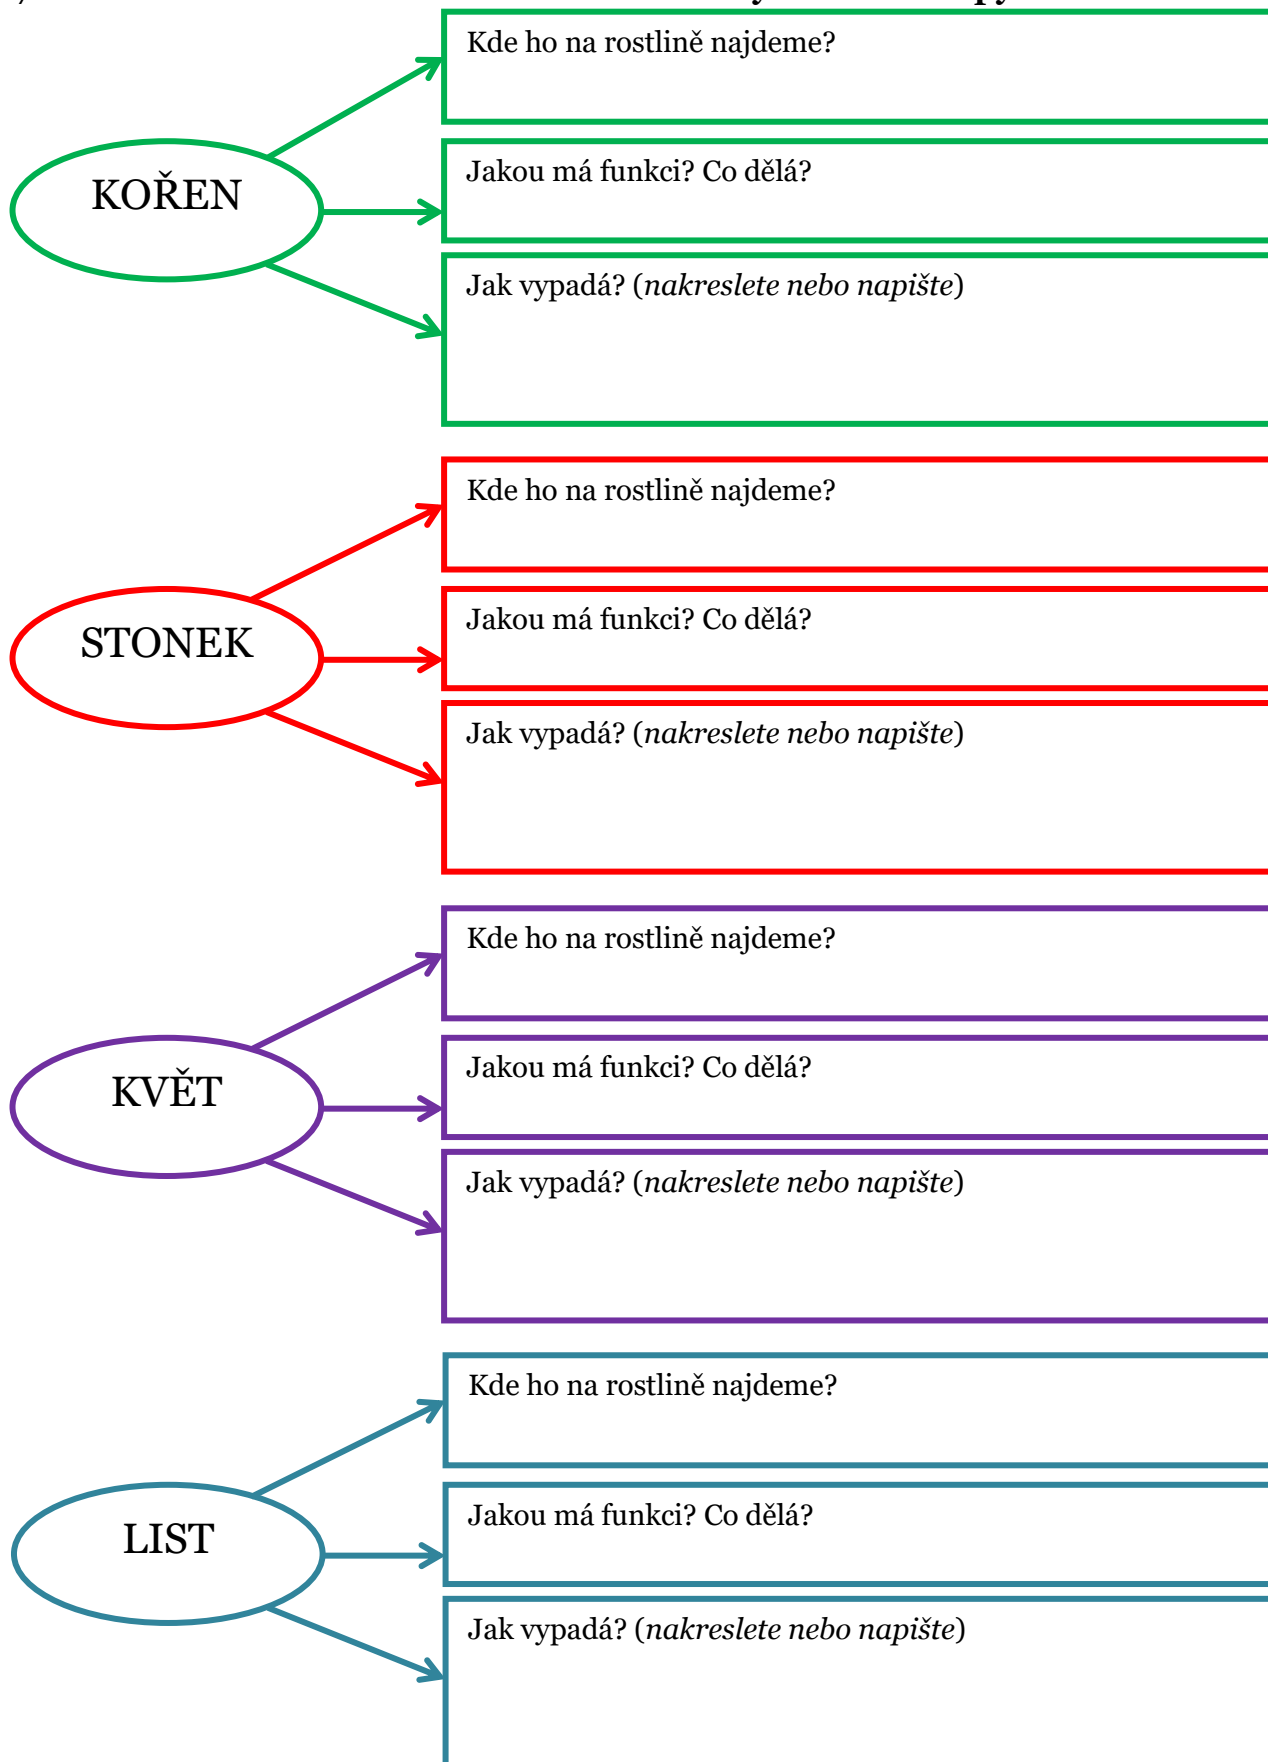 Kde ho na rostlině najdeme?
KOŘEN
Jakou má funkci? Co dělá?
Jak vypadá? (nakreslete nebo napište)
Kde ho na rostlině najdeme?
STONEK
Jakou má funkci? Co dělá?
Jak vypadá? (nakreslete nebo napište)
Kde ho na rostlině najdeme?
KVĚT
Jakou má funkci? Co dělá?
Jak vypadá? (nakreslete nebo napište)
Kde ho na rostlině najdeme?
LIST
Jakou má funkci? Co dělá?
Jak vypadá? (nakreslete nebo napište)